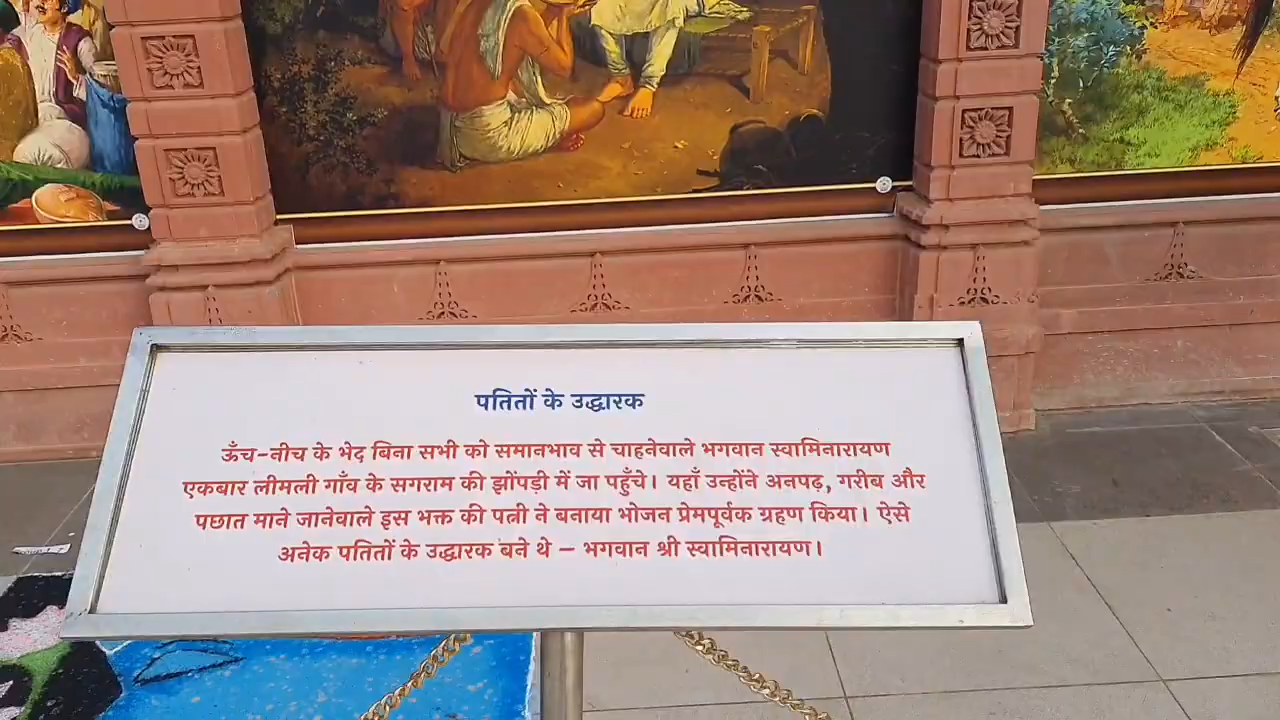 पतितों के उद्धारक
ऊँच-नीच के भेद बिना सभी को समानभाव से चाहनेवाले भगवान स्वामिनारायण
एकबार लीमली गाँव के सगराम की झोंपड़ी में जा पहुँचे। यहाँ उन्होंने अनपढ़, गरीब और
पछात माने जानेवाले इस भक्त की पत्नी ने बनाया भोजन प्रेमपूर्वक ग्रहण किया। ऐसे
अनेक पतितों के उद्धारक बने थे – भगवान श्री स्वामिनारायण।